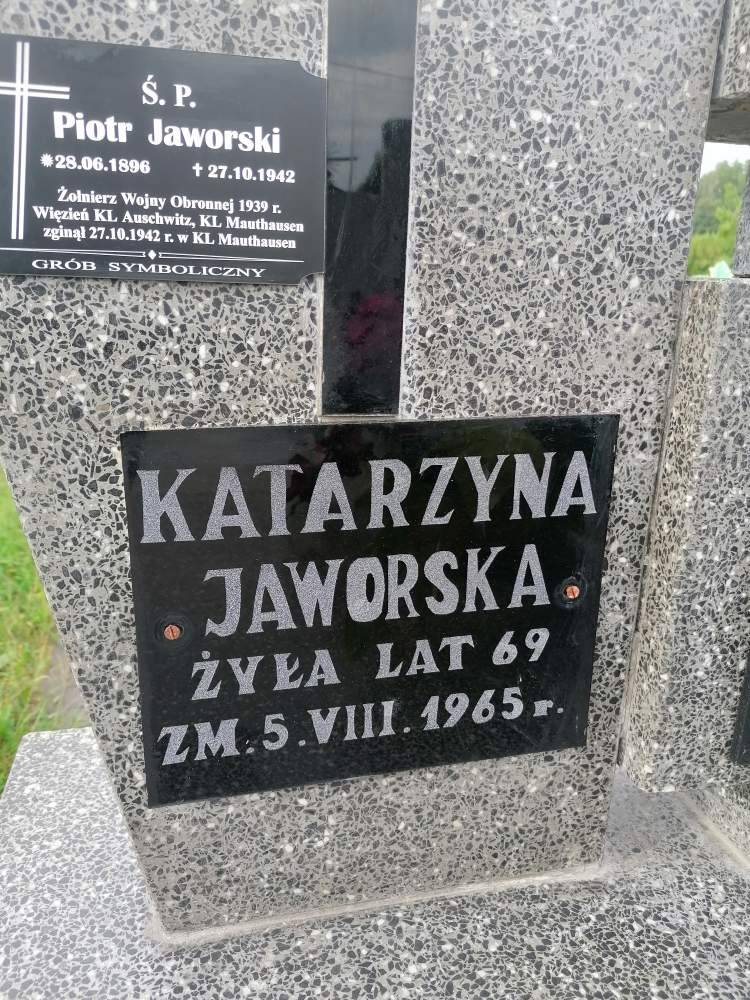 Ś. P.
Piotr Jaworski
*28.06.1896 †27.10.1942
Żołnierz Wojny Obronnej 1939 r.
Więzień KL Auschwitz, KL Mauthausen
zginął 27.10.1942 r. w KL Mauthausen
GRÓB SYMBOLICZNY
KATARZYNA
JAWORSKA
ŻYŁA LAT 69
ZM. 5. VIII. 1965 r.